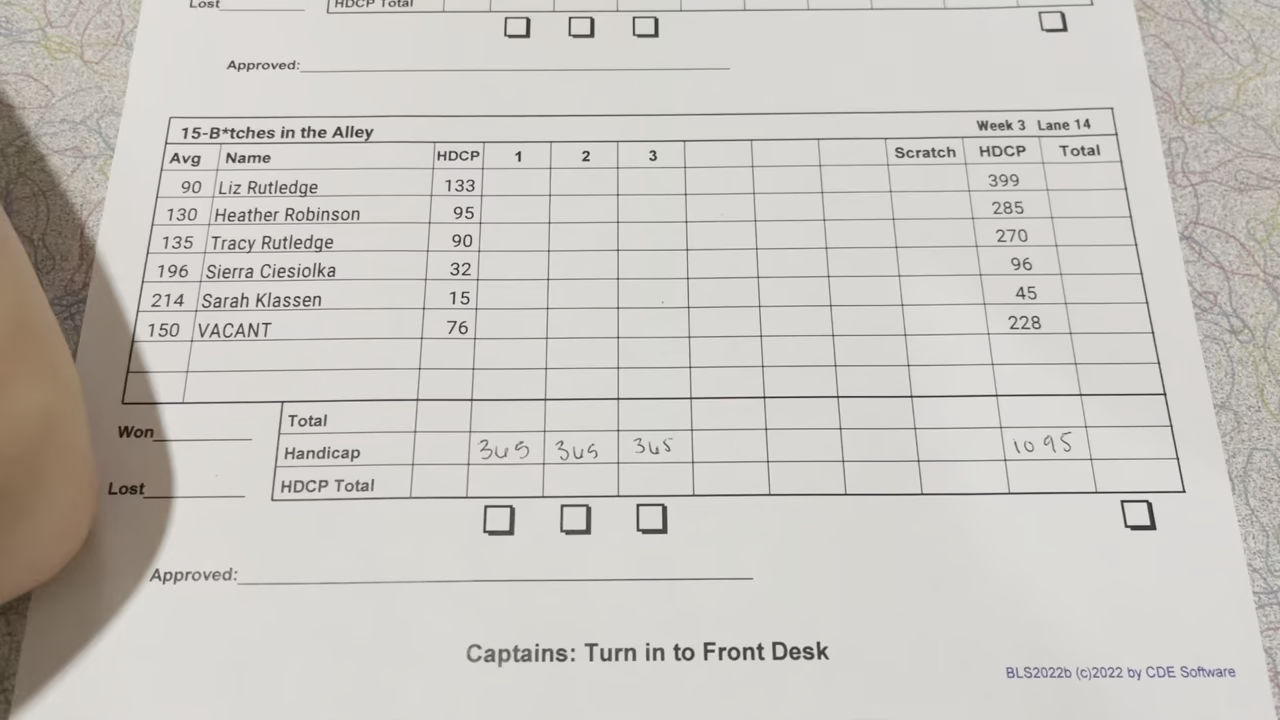 Lost
HDCP Total
Approved:
15-B*tches in the Alley Week 3 Lane 14
Avg Name HDCP 1 2 3 Scratch HDCP Total
90 Liz Rutledge 133 399
130 Heather Robinson 95 285
135 Tracy Rutledge 90 270
196 Sierra Ciesiolka 32 96
214 Sarah Klassen 15 45
150 VACANT 76 228
Total
Won
Handicap 365 365 365 1095
Lost
HDCP Total
Approved:
Captains: Turn in to Front Desk
BLS2022b (c)2022 by CDE Software